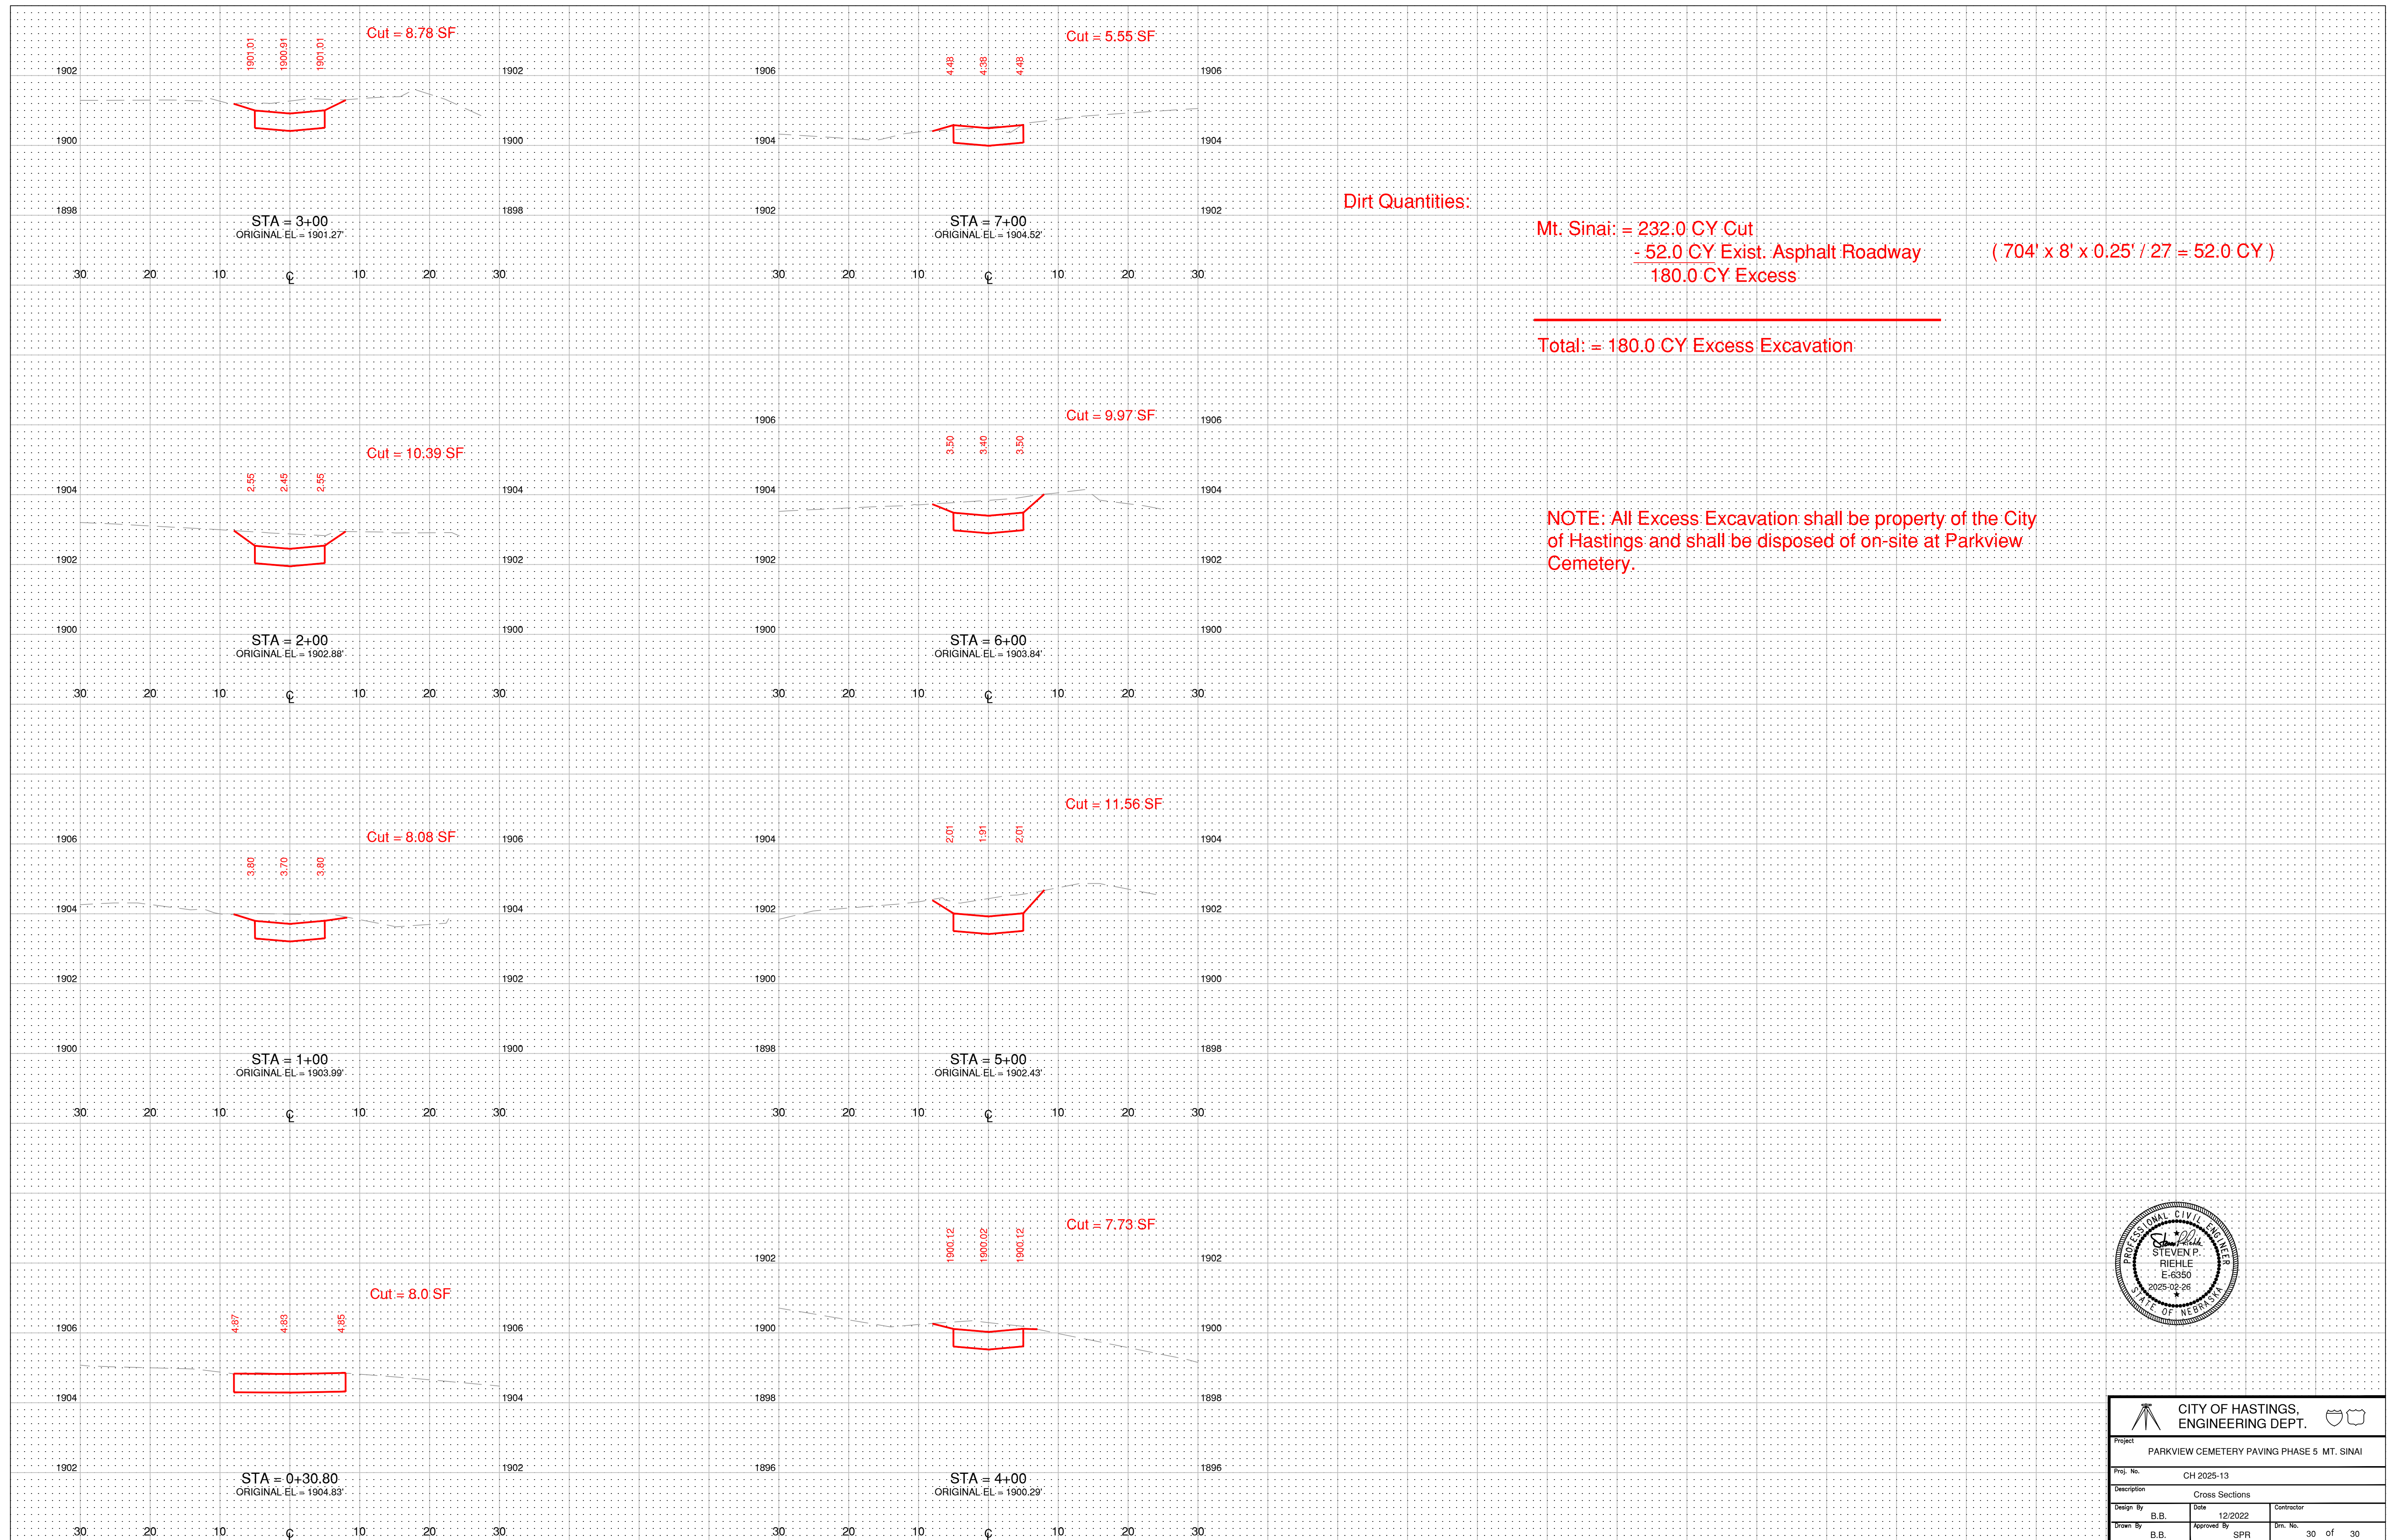 Cut = 8.78 SF
1901.01 1900.91 1901.01
1902 1902
1900 1900
1898 1898
STA = 3+00
ORIGINAL EL = 1901.27'
30 20 10 ℄ 10 20 30
Cut = 10.39 SF
2.55 2.45 2.55
1904 1904
1902 1902
1900 1900
STA = 2+00
ORIGINAL EL = 1902.88'
30 20 10 ℄ 10 20 30
Cut = 8.08 SF
1906 1906
3.80 3.70 3.80
1904 1904
1902 1902
1900 1900
STA = 1+00
ORIGINAL EL = 1903.99'
30 20 10 ℄ 10 20 30
Cut = 8.0 SF
4.87 4.83 4.85
1906 1906
1904 1904
1902 1902
STA = 0+30.80
ORIGINAL EL = 1904.83'
30 20 10 ℄ 10 20 30
Cut = 5.55 SF
4.48 4.38 4.48
1906 1906
1904 1904
1902 1902
STA = 7+00
ORIGINAL EL = 1904.52'
30 20 10 ℄ 10 20 30
Cut = 9.97 SF
1906 1906
3.50 3.40 3.50
1904 1904
1902 1902
1900 1900
STA = 6+00
ORIGINAL EL = 1903.84'
30 20 10 ℄ 10 20 30
Cut = 11.56 SF
2.01 1.91 2.01
1904 1904
1902 1902
1900 1900
1898 1898
STA = 5+00
ORIGINAL EL = 1902.43'
30 20 10 ℄ 10 20 30
Cut = 7.73 SF
1900.12 1900.02 1900.12
1902 1902
1900 1900
1898 1898
1896 1896
STA = 4+00
ORIGINAL EL = 1900.29'
30 20 10 ℄ 10 20 30
Dirt Quantities:
Mt. Sinai: = 232.0 CY Cut
- 52.0 CY Exist. Asphalt Roadway ( 704' x 8' x 0.25' / 27 = 52.0 CY )
180.0 CY Excess
Total: = 180.0 CY Excess Excavation
NOTE: All Excess Excavation shall be property of the City
of Hastings and shall be disposed of on-site at Parkview
Cemetery.
PROFESSIONAL CIVIL ENGINEER
STEVEN P.
RIEHLE
E-6350
2025-02-26
STATE OF NEBRASKA
CITY OF HASTINGS,
ENGINEERING DEPT.
Project
PARKVIEW CEMETERY PAVING PHASE 5 MT. SINAI
Proj. No.
CH 2025-13
Description
Cross Sections
Design By B.B.
Date 12/2022
Contractor
Drawn By B.B.
Approved By SPR
Drn. No. 30 of 30